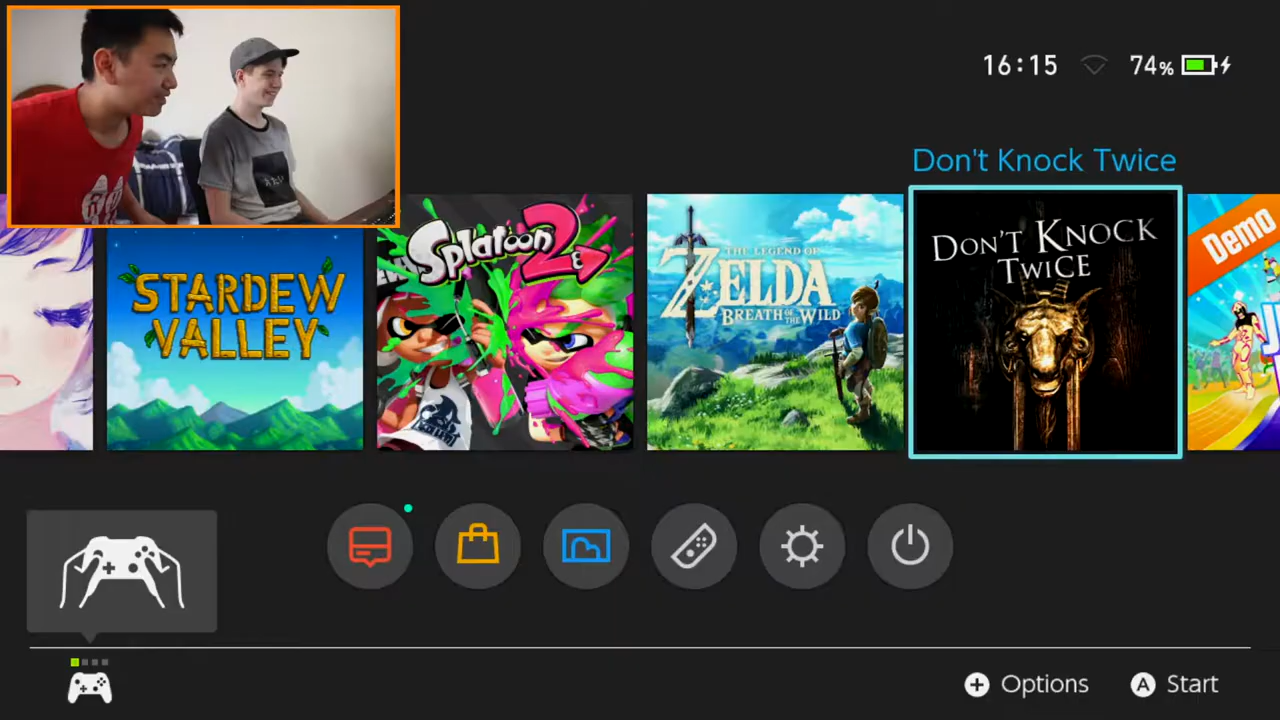 16:15 74%
Don't Knock Twice
STARDEW
VALLEY
Splatoon
2
THE LEGEND OF
ZELDA
BREATH OF THE WILD
DON'T KNOCK
TWICE
Demo
Options
A Start